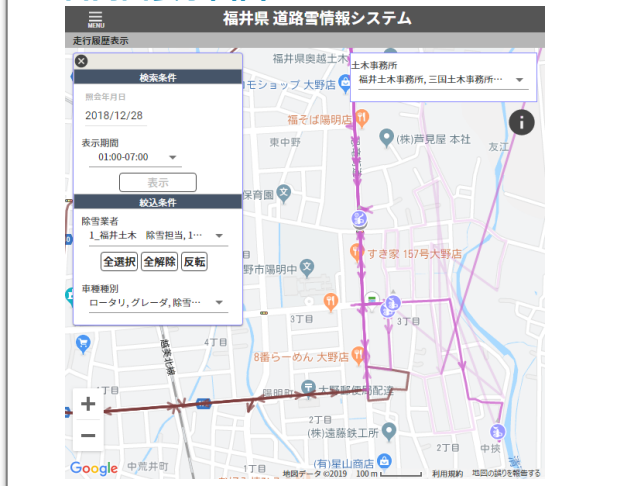 福井県 道路雪情報システム
MENU
走行履歴表示
検索条件
照会年月日
2018/12/28
表示期間
01:00-07:00
表示
絞込条件
除雪業者
1_福井土木 除雪担当, 1…
全選択 全解除 反転
車種種別
ロータリ, グレーダ, 除雪…
福井県奥越土木
土木事務所
福井土木事務所, 三国土木事務所…
モショップ 大野店
福そば陽明店
東中野
(株)芦見屋 本社
友江
i
保育園
すき家 157号大野店
野市陽明中
3丁目
3丁目
4丁目
越美北線
8番らーめん 大野店
丁目
陽明町
大野郵便局配達
2丁目
(株)遠藤鉄工所
2丁目
中挾
(有)星山商店
1丁目
中荒井町
+
−
Google
地図データ ©2019
100 m
利用規約
地図の誤りを報告する